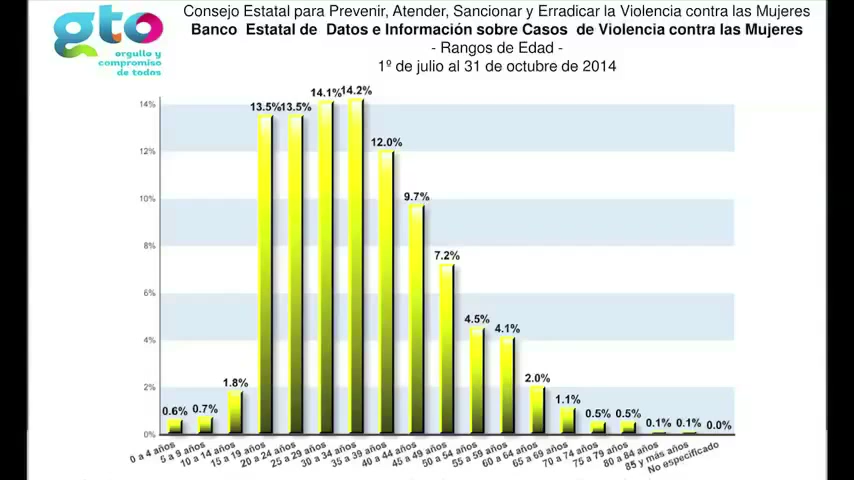 gto
orgullo y
compromiso
de todos
Consejo Estatal para Prevenir, Atender, Sancionar y Erradicar la Violencia contra las Mujeres
Banco Estatal de Datos e Información sobre Casos de Violencia contra las Mujeres
- Rangos de Edad -
1º de julio al 31 de octubre de 2014
14%
12%
10%
8%
6%
4%
2%
0%
0.6%
0.7%
1.8%
13.5%
13.5%
14.1%
14.2%
12.0%
9.7%
7.2%
4.5%
4.1%
2.0%
1.1%
0.5%
0.5%
0.1%
0.1%
0.0%
0 a 4 años
5 a 9 años
10 a 14 años
15 a 19 años
20 a 24 años
25 a 29 años
30 a 34 años
35 a 39 años
40 a 44 años
45 a 49 años
50 a 54 años
55 a 59 años
60 a 64 años
65 a 69 años
70 a 74 años
75 a 79 años
80 a 84 años
85 y más años
No especificado